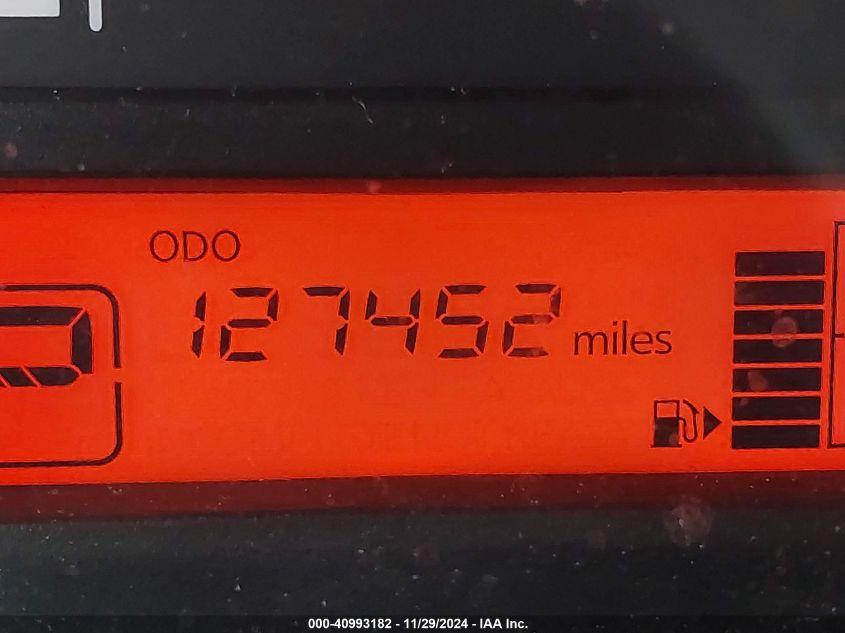 ODO
127452 miles
000-40993182 - 11/29/2024 - IAA Inc.